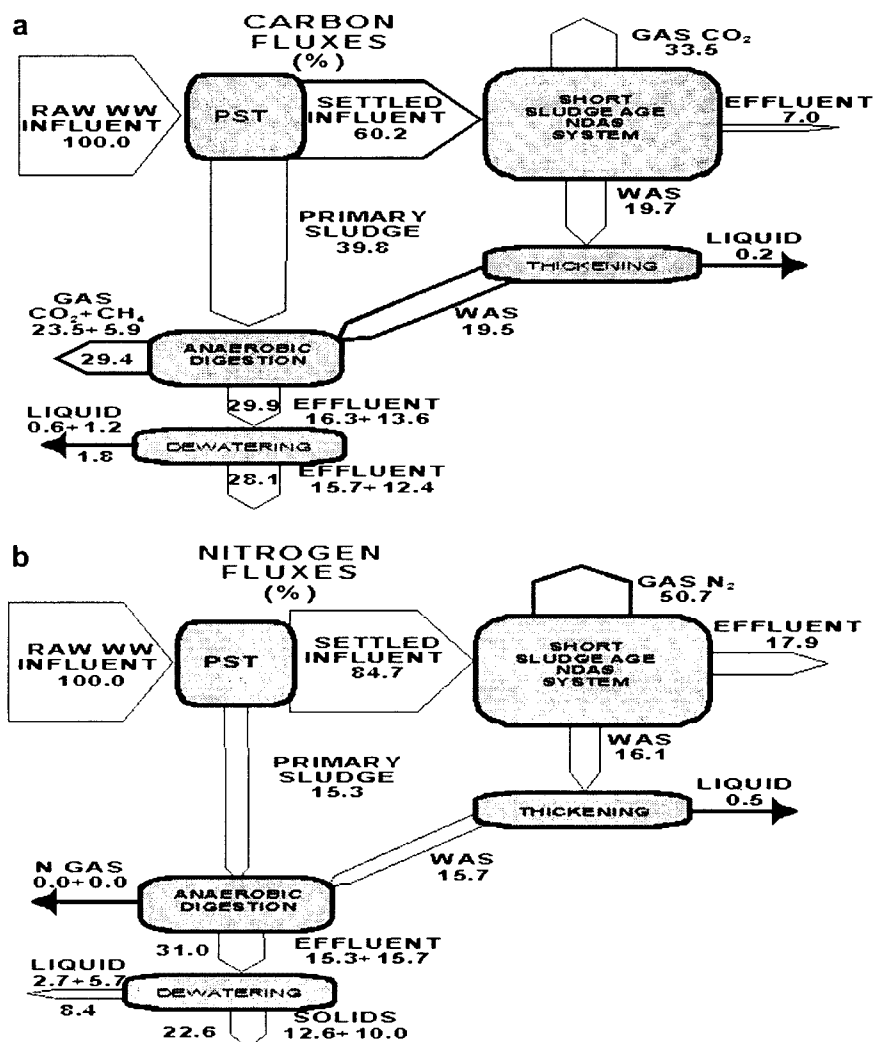 a
CARBON
FLUXES
(%)
GAS CO₂
33.5
RAW WW
INFLUENT
100.0
PST
SETTLED
INFLUENT
60.2
SHORT
SLUDGE AGE
NDAS
SYSTEM
EFFLUENT
7.0
WAS
19.7
PRIMARY
SLUDGE
39.8
THICKENING
LIQUID
0.2
WAS
19.5
GAS
CO₂+CH₄
23.5+5.9
29.4
ANAEROBIC
DIGESTION
29.9
EFFLUENT
16.3+13.6
LIQUID
0.6+1.2
1.8
DEWATERING
28.1
EFFLUENT
15.7+12.4
b
NITROGEN
FLUXES
(%)
GAS N₂
50.7
RAW WW
INFLUENT
100.0
PST
SETTLED
INFLUENT
84.7
SHORT
SLUDGE AGE
NDAS
SYSTEM
EFFLUENT
17.9
WAS
16.1
PRIMARY
SLUDGE
15.3
THICKENING
LIQUID
0.5
WAS
15.7
N GAS
0.0+0.0
ANAEROBIC
DIGESTION
31.0
EFFLUENT
15.3+15.7
LIQUID
2.7+5.7
8.4
DEWATERING
22.6
SOLIDS
12.6+10.0